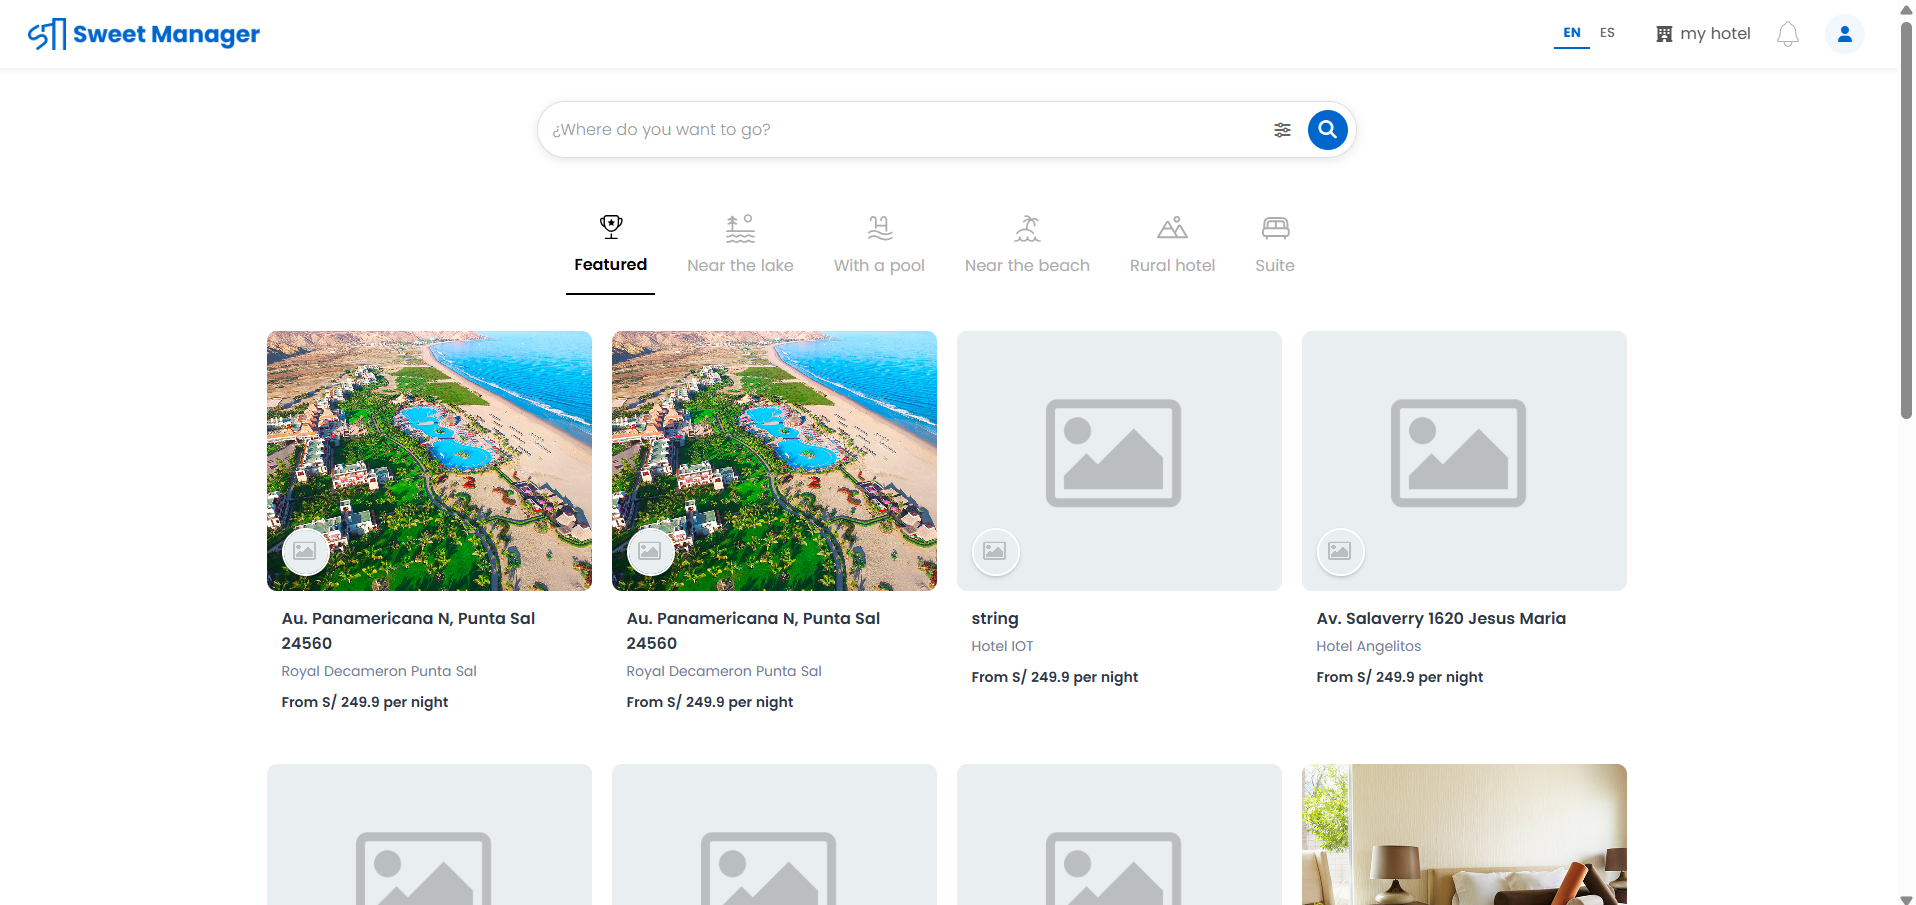 Sweet Manager
EN ES my hotel
¿Where do you want to go?
Featured Near the lake With a pool Near the beach Rural hotel Suite
Au. Panamericana N, Punta Sal
24560
Royal Decameron Punta Sal
From S/ 249.9 per night
Au. Panamericana N, Punta Sal
24560
Royal Decameron Punta Sal
From S/ 249.9 per night
string
Hotel IOT
From S/ 249.9 per night
Av. Salaverry 1620 Jesus Maria
Hotel Angelitos
From S/ 249.9 per night